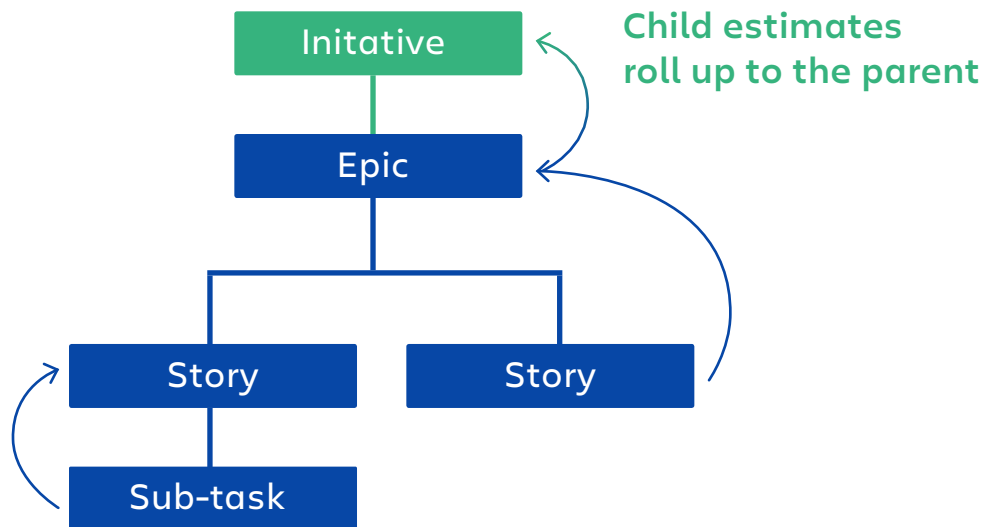 Initative
Child estimates
roll up to the parent
Epic
Story
Story
Sub-task